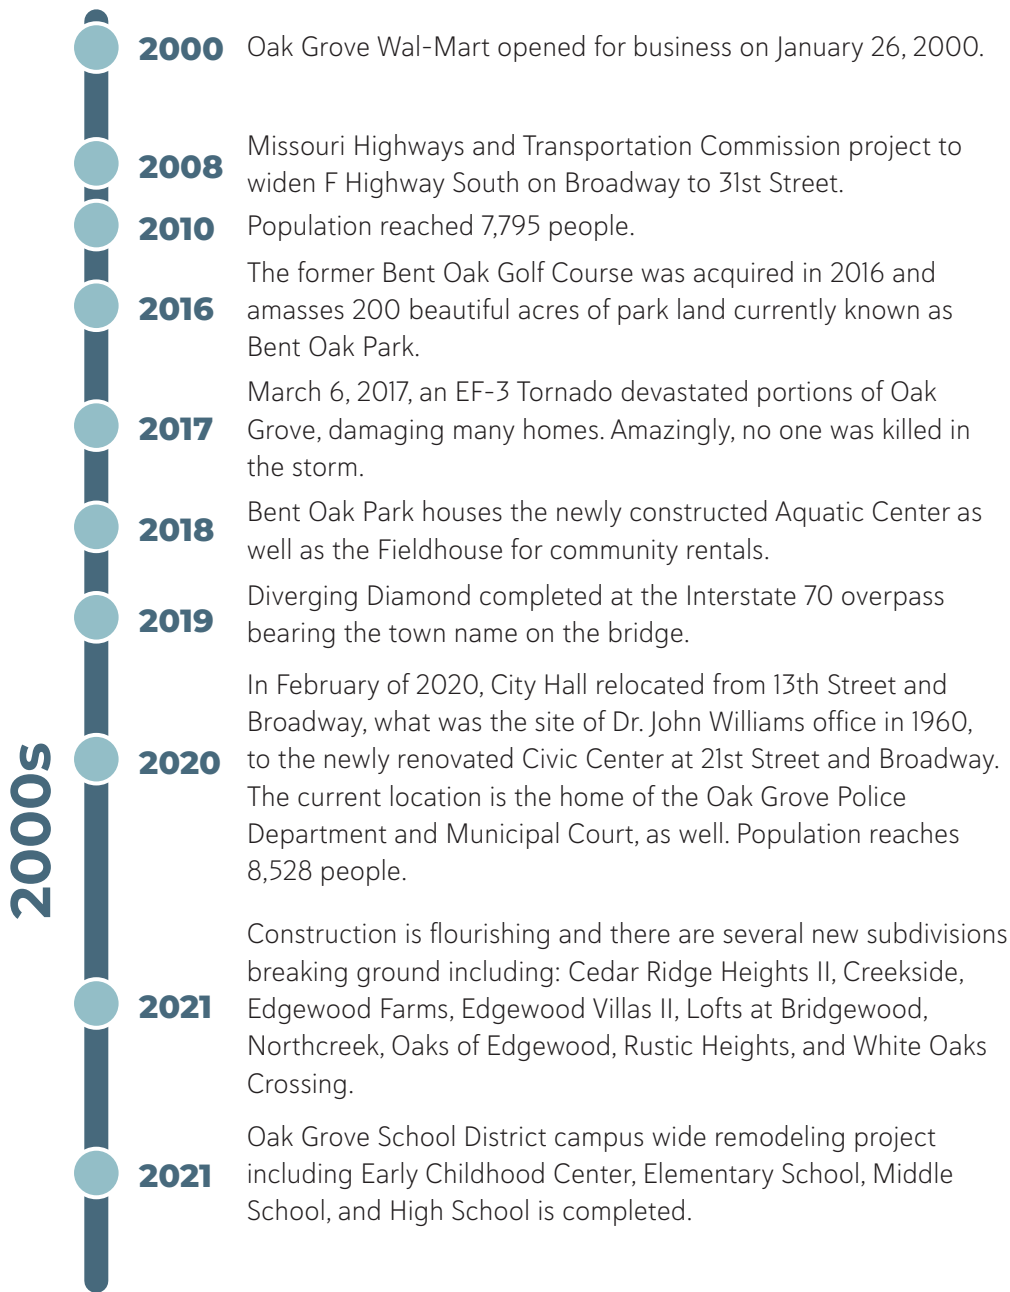 2000s
2000 Oak Grove Wal-Mart opened for business on January 26, 2000.
2008
Missouri Highways and Transportation Commission project to
widen F Highway South on Broadway to 31st Street.
2010 Population reached 7,795 people.
2016
The former Bent Oak Golf Course was acquired in 2016 and
amasses 200 beautiful acres of park land currently known as
Bent Oak Park.
2017
March 6, 2017, an EF-3 Tornado devastated portions of Oak
Grove, damaging many homes. Amazingly, no one was killed in
the storm.
2018
Bent Oak Park houses the newly constructed Aquatic Center as
well as the Fieldhouse for community rentals.
2019
Diverging Diamond completed at the Interstate 70 overpass
bearing the town name on the bridge.
2020
In February of 2020, City Hall relocated from 13th Street and
Broadway, what was the site of Dr. John Williams office in 1960,
to the newly renovated Civic Center at 21st Street and Broadway.
The current location is the home of the Oak Grove Police
Department and Municipal Court, as well. Population reaches
8,528 people.
2021
Construction is flourishing and there are several new subdivisions
breaking ground including: Cedar Ridge Heights II, Creekside,
Edgewood Farms, Edgewood Villas II, Lofts at Bridgewood,
Northcreek, Oaks of Edgewood, Rustic Heights, and White Oaks
Crossing.
2021
Oak Grove School District campus wide remodeling project
including Early Childhood Center, Elementary School, Middle
School, and High School is completed.